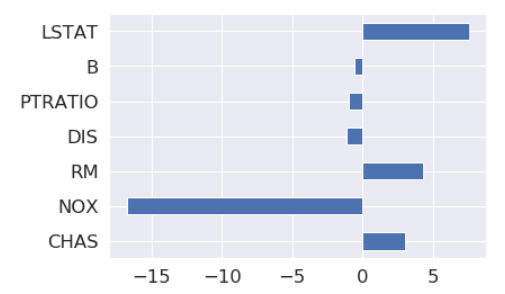 LSTAT
B
PTRATIO
DIS
RM
NOX
CHAS
−15 −10 −5 0 5